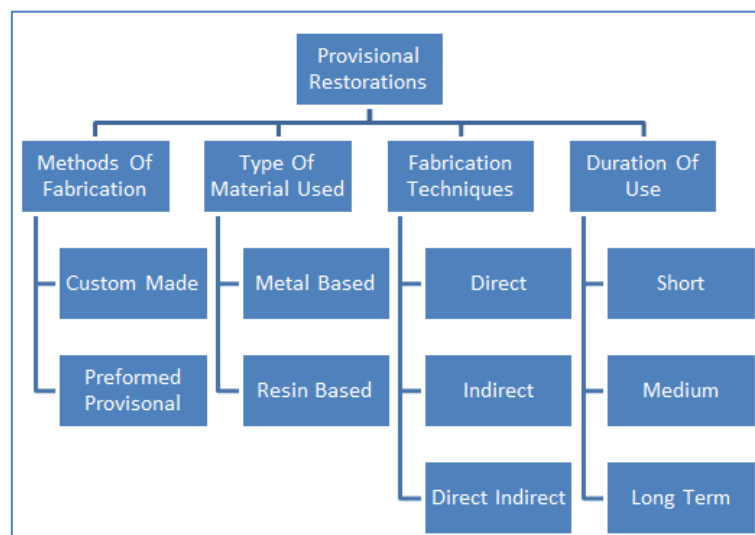 Provisional
Restorations
Methods Of
Fabrication
Type Of
Material Used
Fabrication
Techniques
Duration Of
Use
Custom Made
Preformed
Provisonal
Metal Based
Resin Based
Direct
Indirect
Direct Indirect
Short
Medium
Long Term